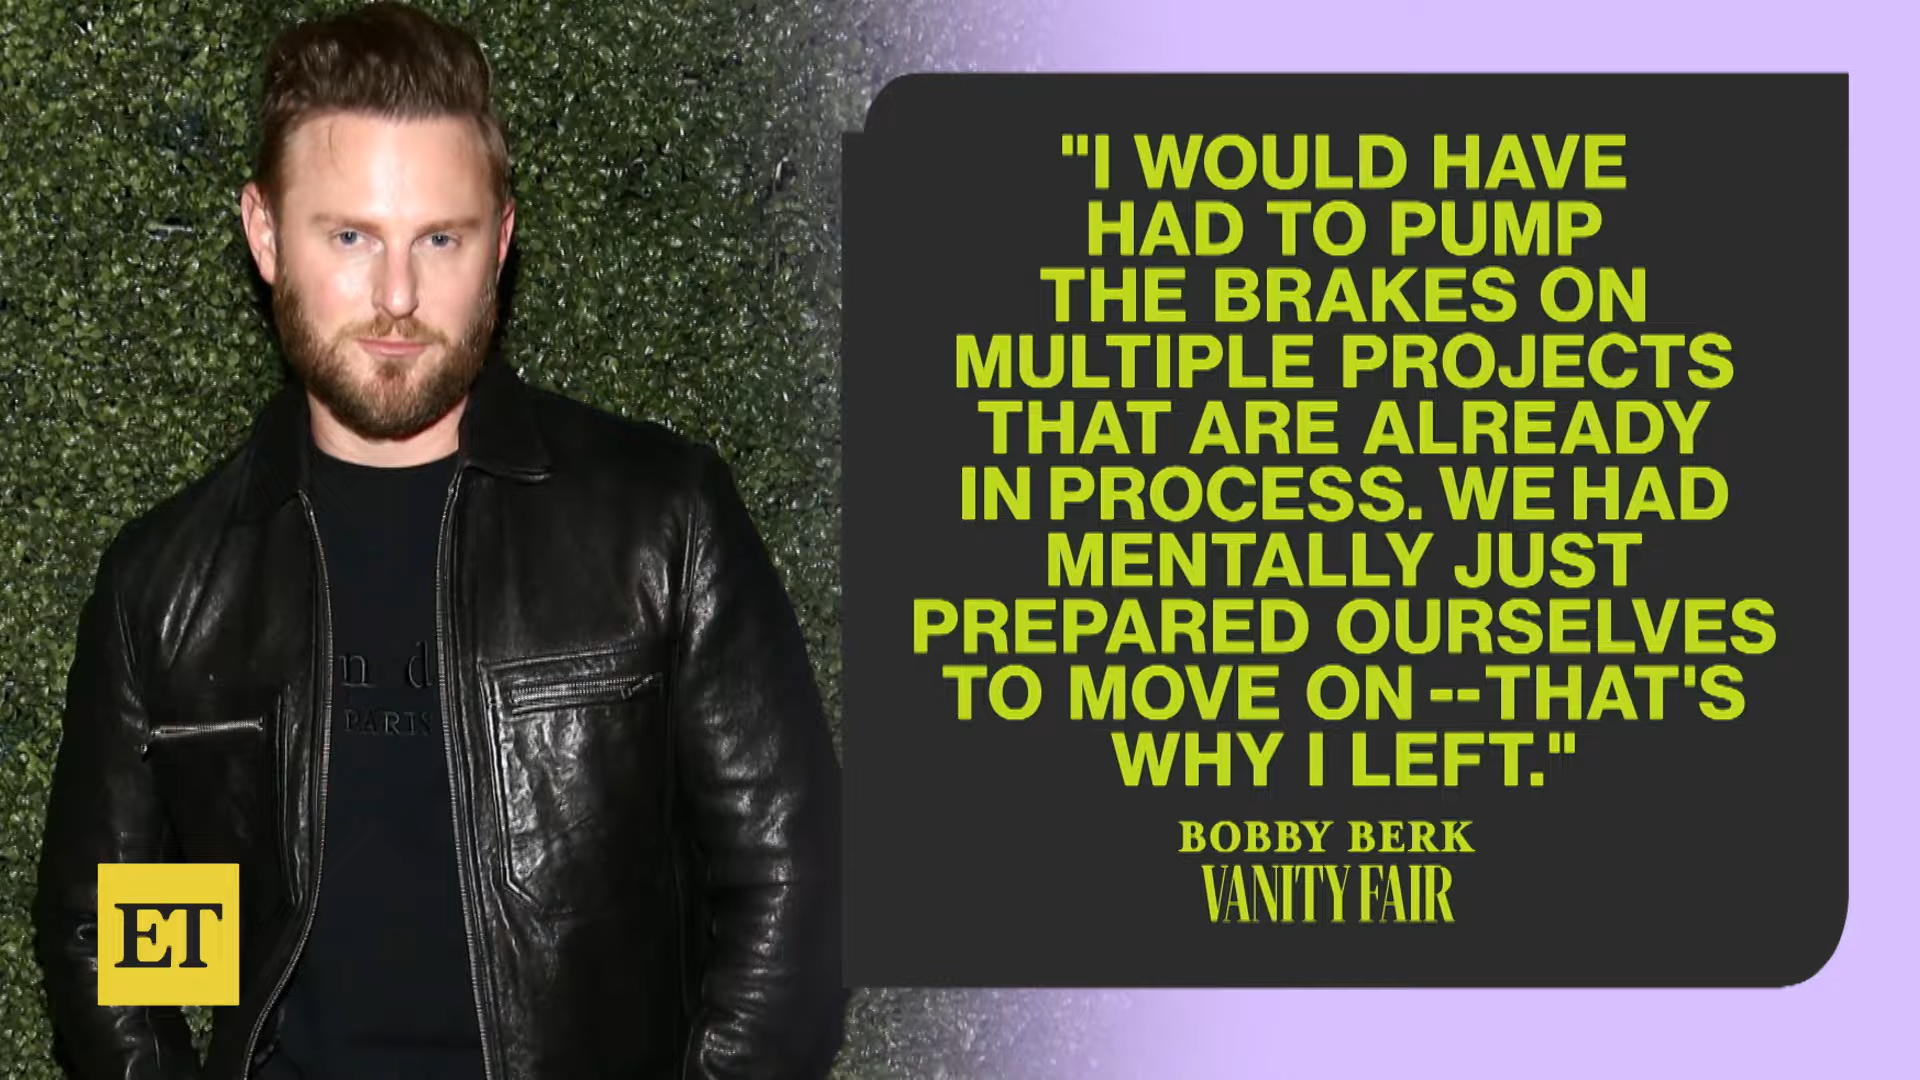 "I WOULD HAVE
HAD TO PUMP
THE BRAKES ON
MULTIPLE PROJECTS
THAT ARE ALREADY
IN PROCESS. WE HAD
MENTALLY JUST
PREPARED OURSELVES
TO MOVE ON--THAT'S
WHY I LEFT."
BOBBY BERK
VANITY FAIR
n d
PARIS
ET